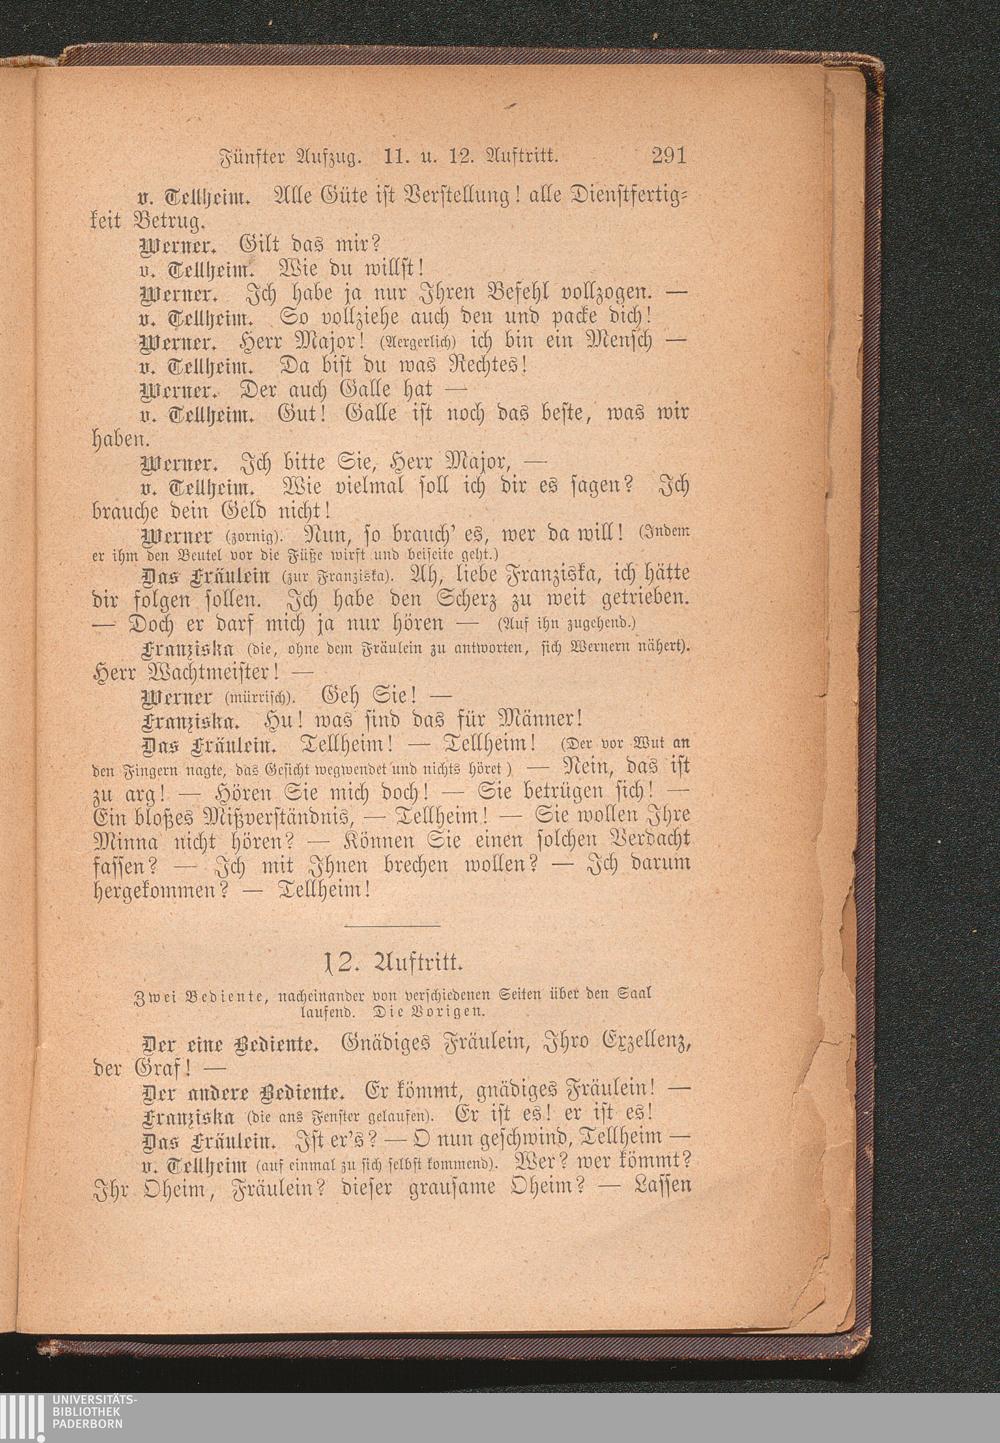 Fünfter Aufzug. 11. u. 12. Auftritt. 291
v. Tellheim. Alle Güte ist Verstellung! alle Dienstfertig-
keit Betrug.
Werner. Gilt das mir?
v. Tellheim. Wie du willst!
Werner. Ich habe ja nur Ihren Befehl vollzogen. —
v. Tellheim. So vollziehe auch den und packe dich!
Werner. Herr Major! (Aergerlich) ich bin ein Mensch —
v. Tellheim. Da bist du was Rechtes!
Werner. Der auch Galle hat —
v. Tellheim. Gut! Galle ist noch das beste, was wir
haben.
Werner. Ich bitte Sie, Herr Major, —
v. Tellheim. Wie vielmal soll ich dir es sagen? Ich
brauche dein Geld nicht!
Werner (zornig). Nun, so brauch' es, wer da will! (Indem
er ihm den Beutel vor die Füße wirft und beiseite geht.)
Das Fräulein (zur Franziska). Ah, liebe Franziska, ich hätte
dir folgen sollen. Ich habe den Scherz zu weit getrieben.
— Doch er darf mich ja nur hören — (Auf ihn zugehend.)
Franziska (die, ohne dem Fräulein zu antworten, sich Wernern nähert).
Herr Wachtmeister! —
Werner (mürrisch). Geh Sie! —
Franziska. Hu! was sind das für Männer!
Das Fräulein. Tellheim! — Tellheim! (Der vor Wut an
den Fingern nagte, das Gesicht wegwendet und nichts höret) — Nein, das ist
zu arg! — Hören Sie mich doch! — Sie betrügen sich! —
Ein bloßes Mißverständnis, — Tellheim! — Sie wollen Ihre
Minna nicht hören? — Können Sie einen solchen Verdacht
fassen? — Ich mit Ihnen brechen wollen? — Ich darum
hergekommen? — Tellheim!
12. Auftritt.
Zwei Bediente, nacheinander von verschiedenen Seiten über den Saal
laufend. Die Vorigen.
Der eine Bediente. Gnädiges Fräulein, Ihro Exzellenz,
der Graf! —
Der andere Bediente. Er kömmt, gnädiges Fräulein! —
Franziska (die ans Fenster gelaufen). Er ist es! er ist es!
Das Fräulein. Ist er's? — O nun geschwind, Tellheim —
v. Tellheim (auf einmal zu sich selbst kommend). Wer? wer kömmt?
Ihr Oheim, Fräulein? dieser grausame Oheim? — Lassen
UNIVERSITÄTS-
BIBLIOTHEK
PADERBORN